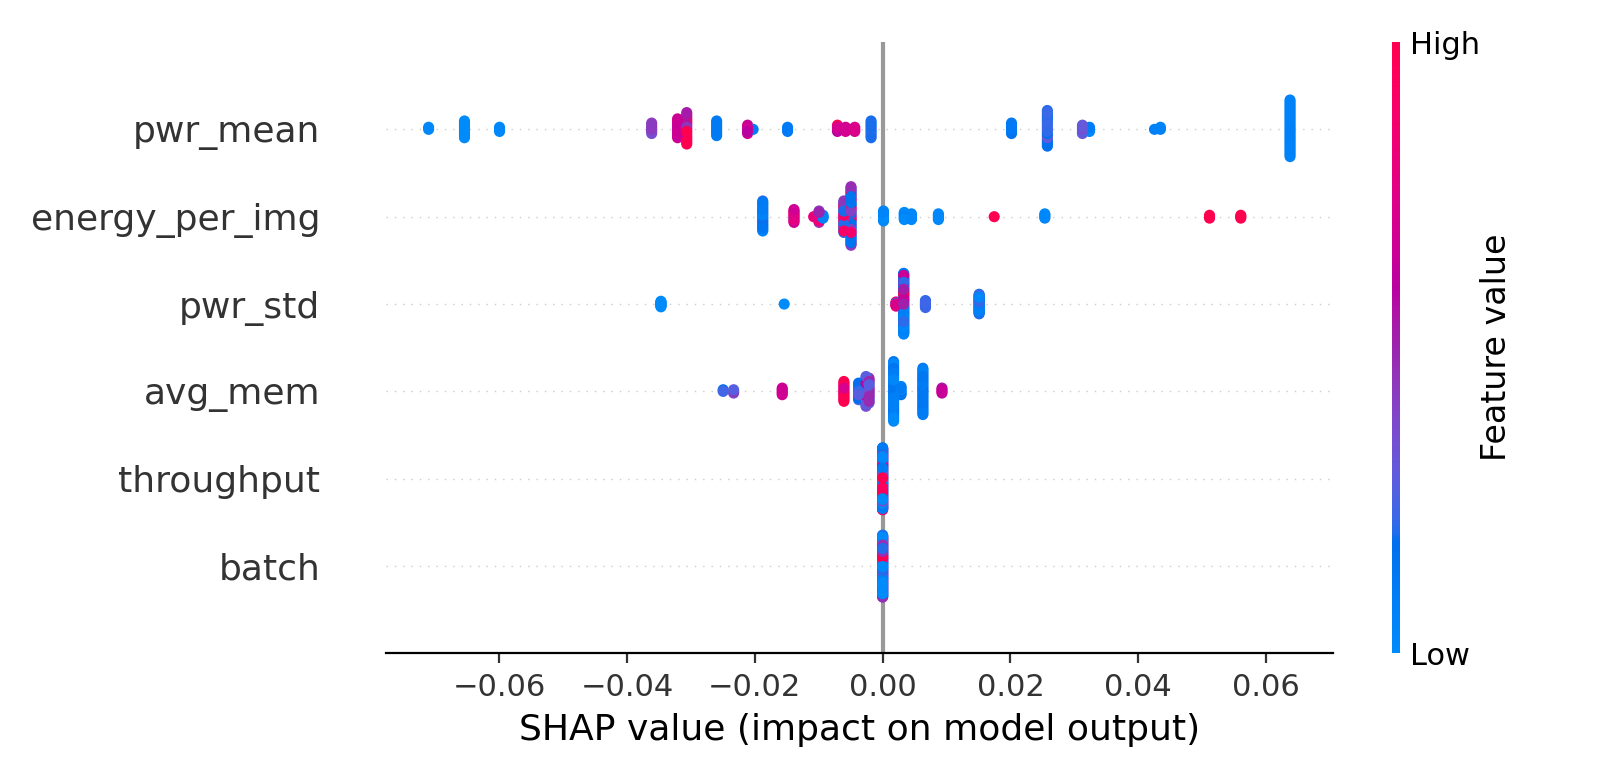 High
pwr_mean
energy_per_img
pwr_std
avg_mem
throughput
batch
Feature value
Low
−0.06 −0.04 −0.02 0.00 0.02 0.04 0.06
SHAP value (impact on model output)